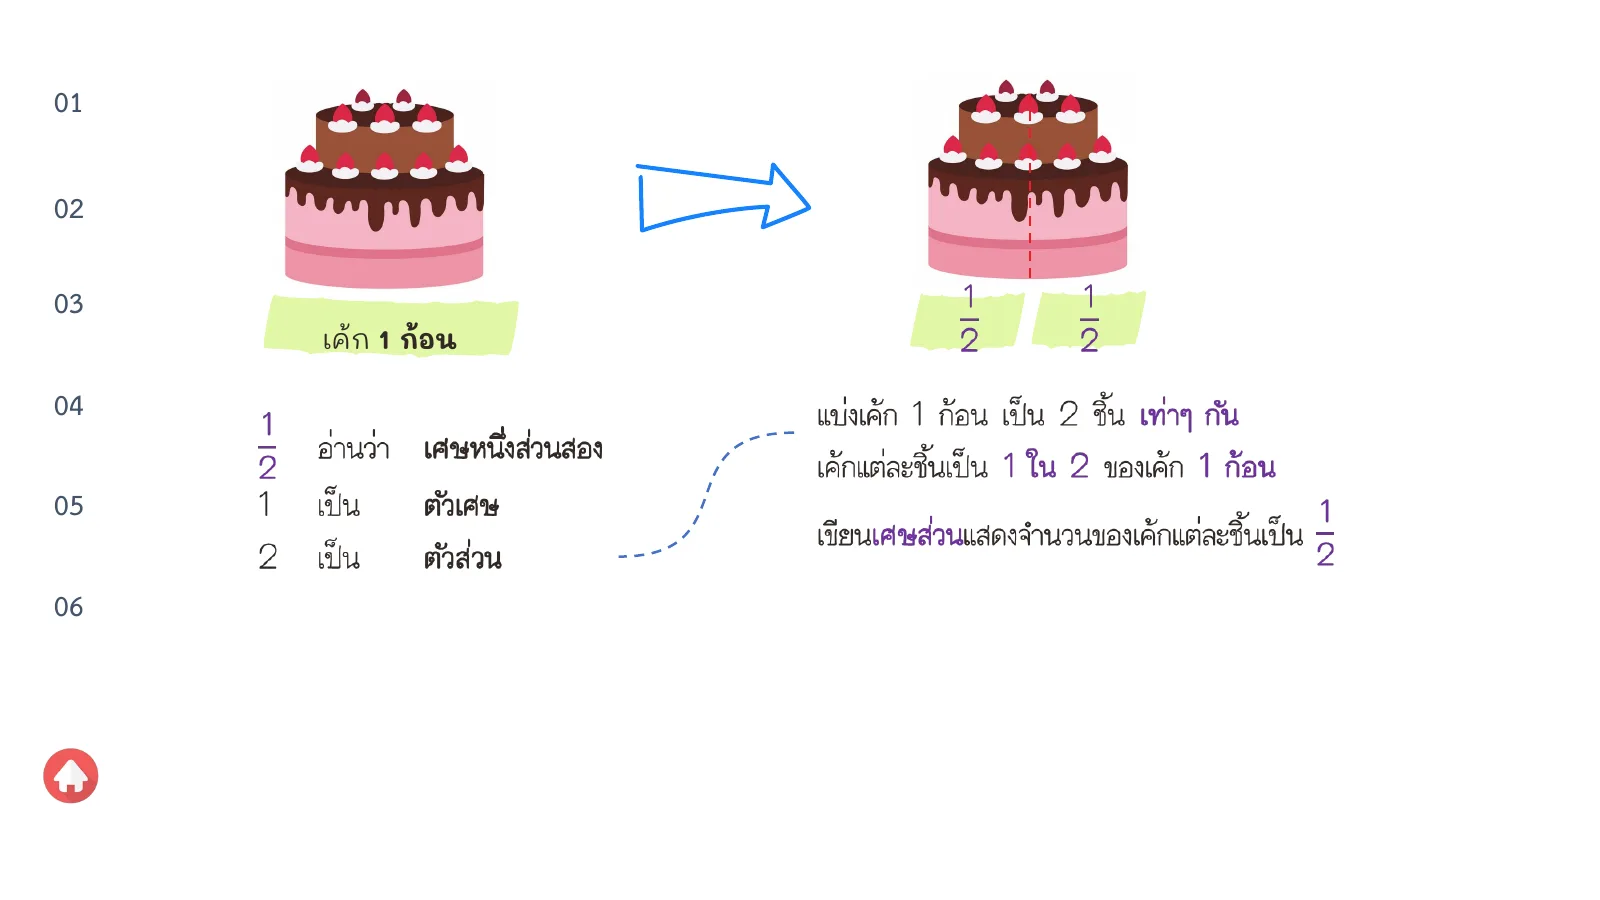 01
02
03
04
05
06
เค้ก 1 ก้อน
1/2 1/2
1/2 อ่านว่า เศษหนึ่งส่วนสอง
1 เป็น ตัวเศษ
2 เป็น ตัวส่วน
แบ่งเค้ก 1 ก้อน เป็น 2 ชิ้น เท่าๆ กัน
เค้กแต่ละชิ้นเป็น 1 ใน 2 ของเค้ก 1 ก้อน
เขียนเศษส่วนแสดงจำนวนของเค้กแต่ละชิ้นเป็น 1/2